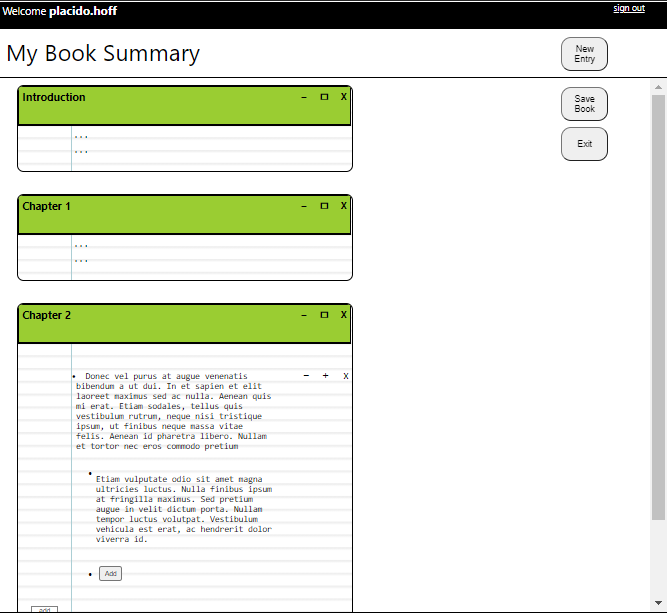 Welcome placido.hoff
sign out
My Book Summary
New
Entry
Save
Book
Exit
Introduction
– X
...
...
Chapter 1
– X
...
...
Chapter 2
– X
• Donec vel purus at augue venenatis
bibendum a ut dui. In et sapien et elit
laoreet maximus sed ac nulla. Aenean quis
mi erat. Etiam sodales, tellus quis
vestibulum rutrum, neque nisi tristique
ipsum, ut finibus neque massa vitae
felis. Aenean id pharetra libero. Nullam
et tortor nec eros commodo pretium
– + X
• Etiam vulputate odio sit amet magna
ultricies luctus. Nulla finibus ipsum
at fringilla maximus. Sed pretium
augue in velit dictum porta. Nullam
tempor luctus volutpat. Vestibulum
vehicula est erat, ac hendrerit dolor
viverra id.
• Add
add